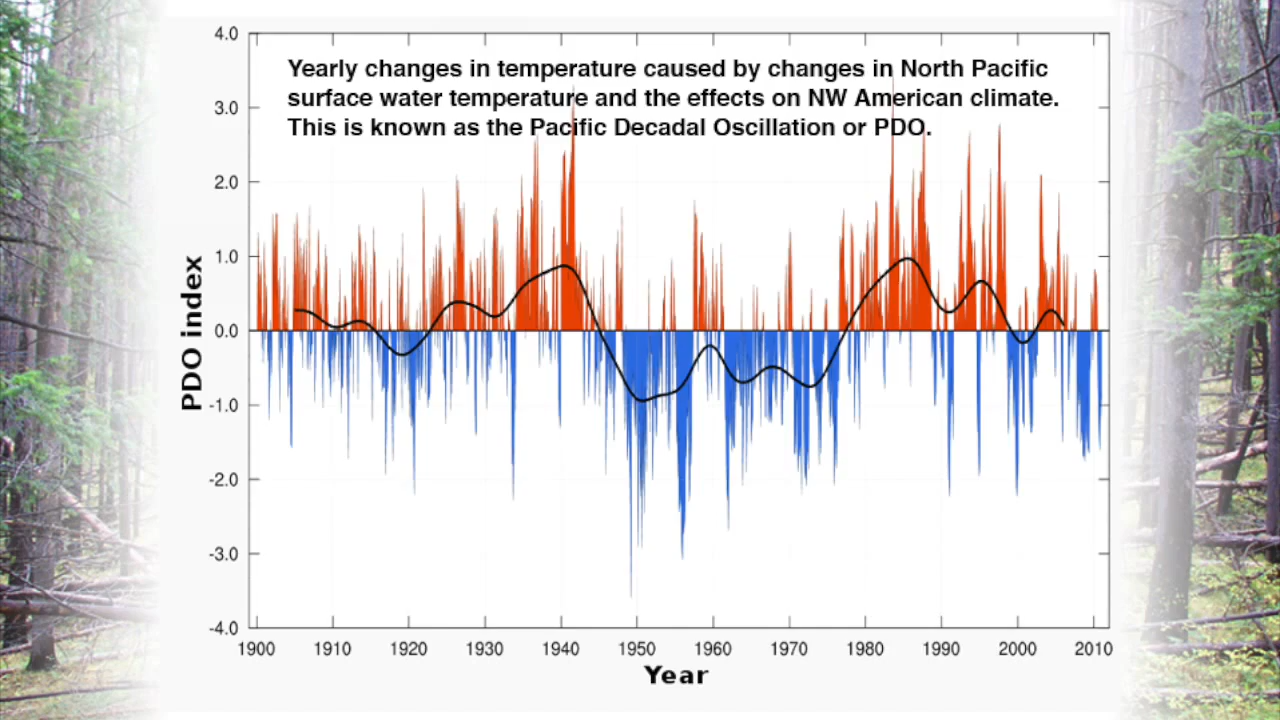 Yearly changes in temperature caused by changes in North Pacific
surface water temperature and the effects on NW American climate.
This is known as the Pacific Decadal Oscillation or PDO.
4.0
3.0
2.0
1.0
0.0
-1.0
-2.0
-3.0
-4.0
PDO index
1900 1910 1920 1930 1940 1950 1960 1970 1980 1990 2000 2010
Year